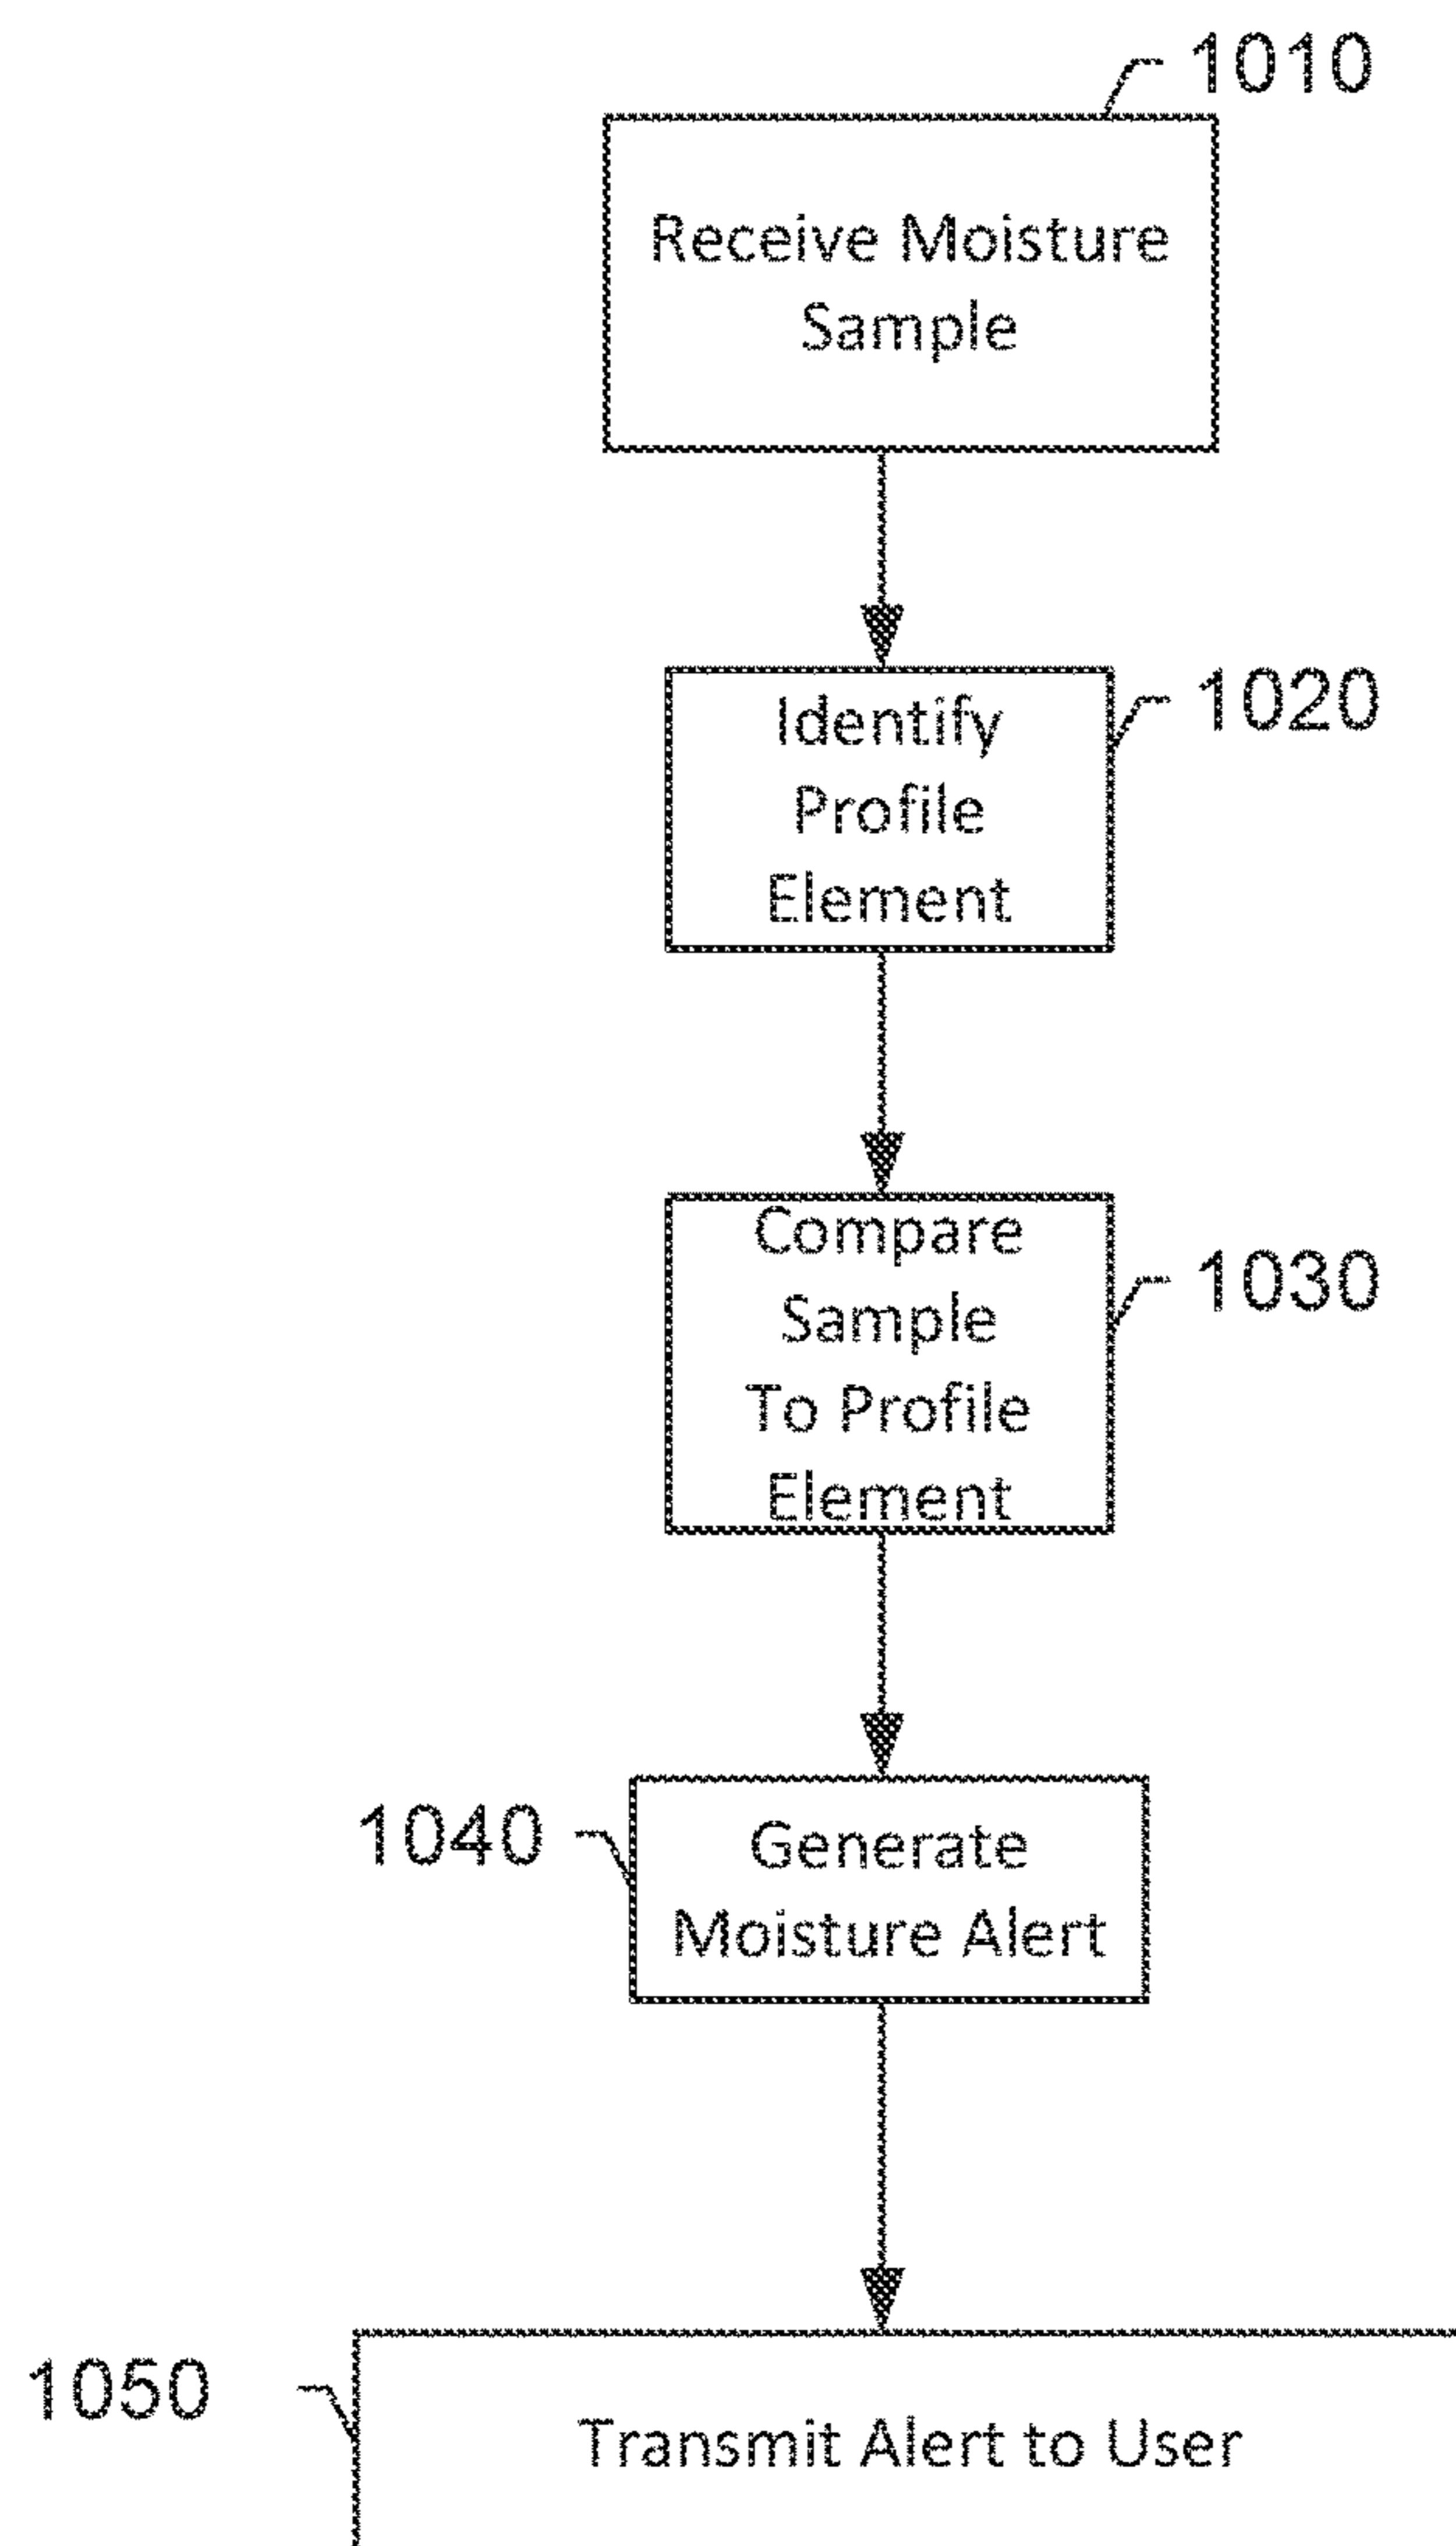 1010
Receive Moisture
Sample
1020
Identify
Profile
Element
1030
Compare
Sample
To Profile
Element
1040
Generate
Moisture Alert
1050
Transmit Alert to User